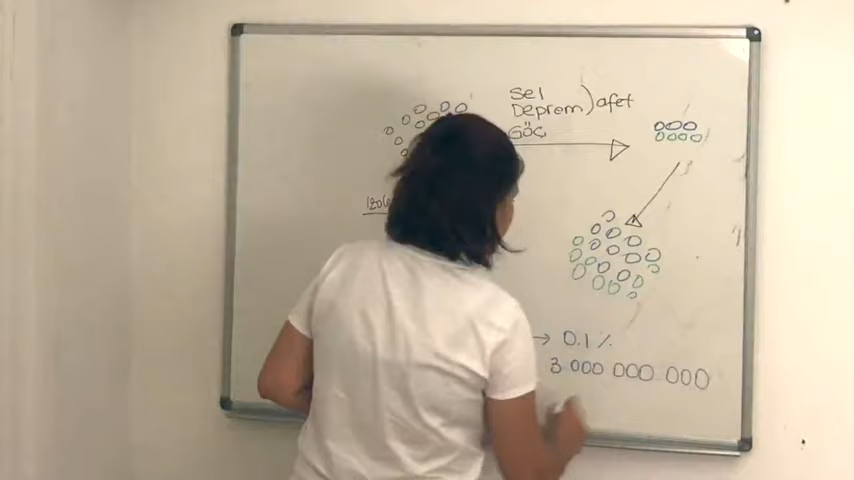 Sel
Deprem) afet
Göç
→ 0.1 %
3 000 000 000